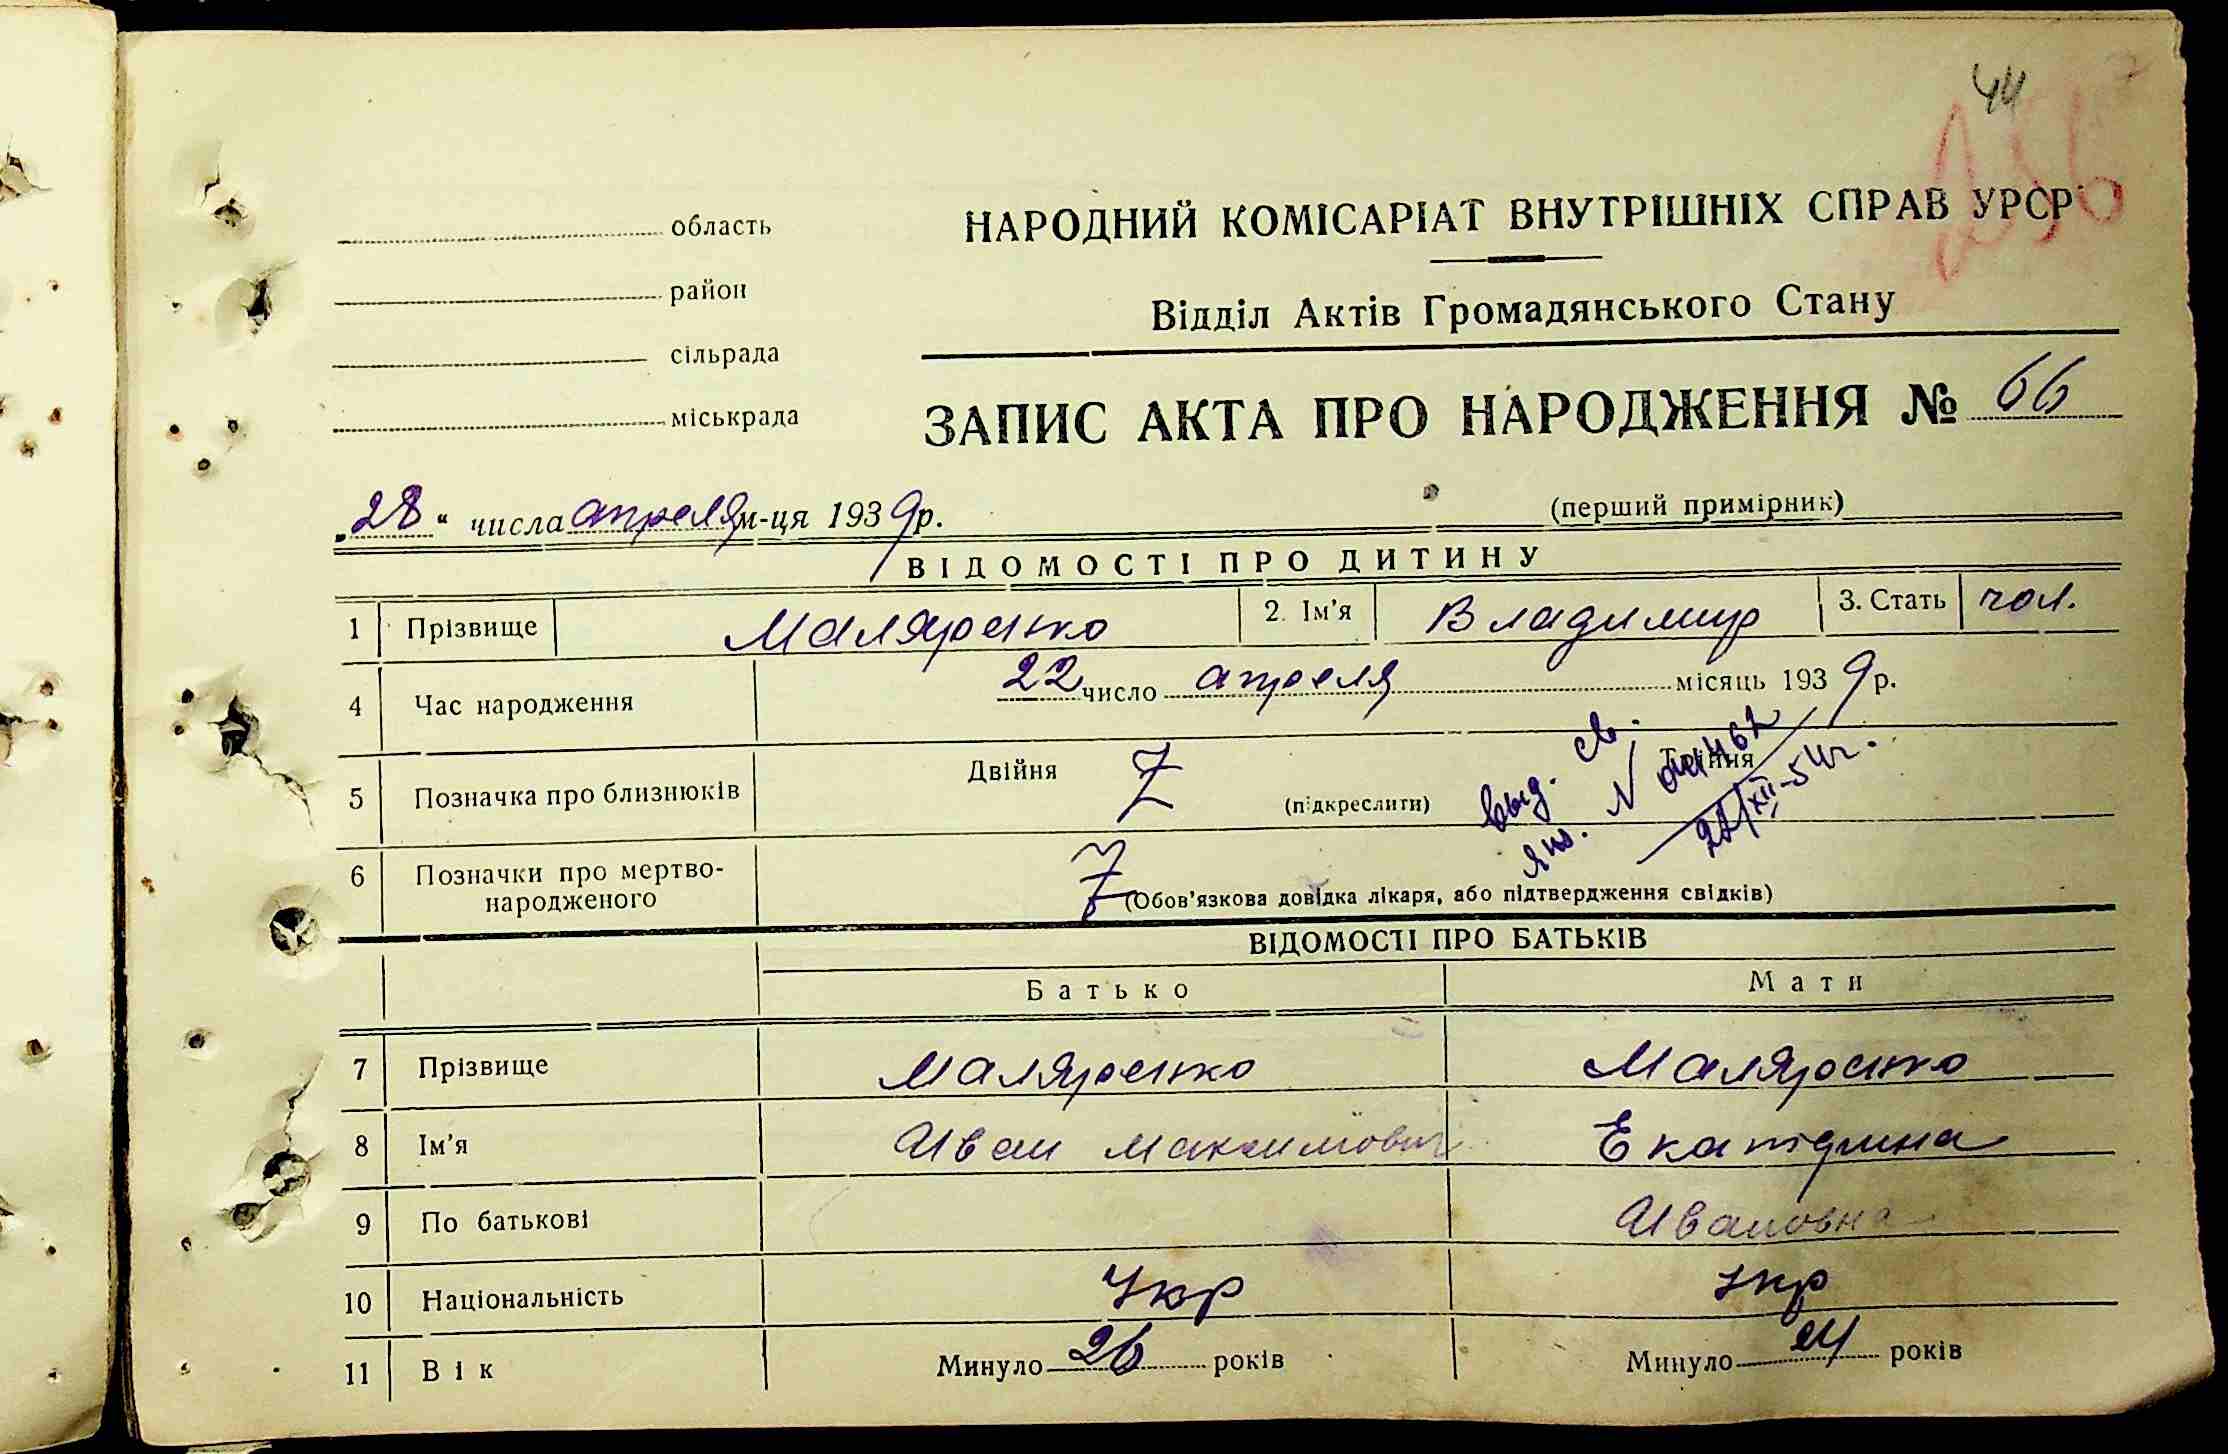 44
область
НАРОДНИЙ КОМІСАРІАТ ВНУТРІШНІХ СПРАВ УРСР
район
Відділ Актів Громадянського Стану
сільрада
міськрада
ЗАПИС АКТА ПРО НАРОДЖЕННЯ № 66
„28“ числа апреля м-ця 1939р.
(перший примірник)
ВІДОМОСТІ ПРО ДИТИНУ
1 Прізвище Маляренко 2. Ім'я Владимир 3. Стать чол.
4 Час народження 22 число апреля місяць 1939р.
5 Позначка про близнюків Двійня Z (підкреслити) Трійня
выд. св.
6 Позначки про мертво-
народженого Z (Обов'язкова довідка лікаря, або підтвердження свідків)
ВІДОМОСТІ ПРО БАТЬКІВ
Батько Мати
7 Прізвище Маляренко Маляренко
8 Ім'я Иван Максимович Екатерина
9 По батькові Ивановна
10 Національність Укр Укр
11 Вік Минуло 26 років Минуло 24 років